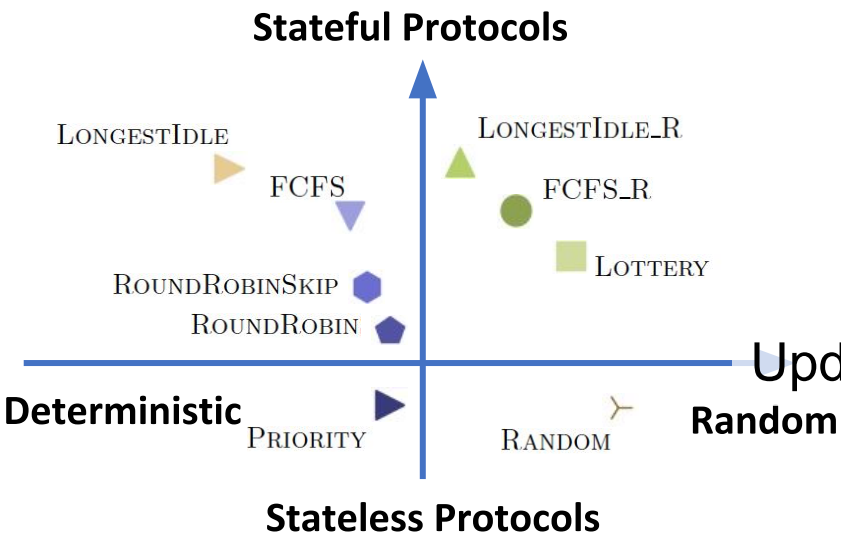 Stateful Protocols
LONGESTIDLE
LONGESTIDLE_R
FCFS
FCFS_R
LOTTERY
ROUNDROBINSKIP
ROUNDROBIN
Upd
Deterministic
Random
PRIORITY
RANDOM
Stateless Protocols